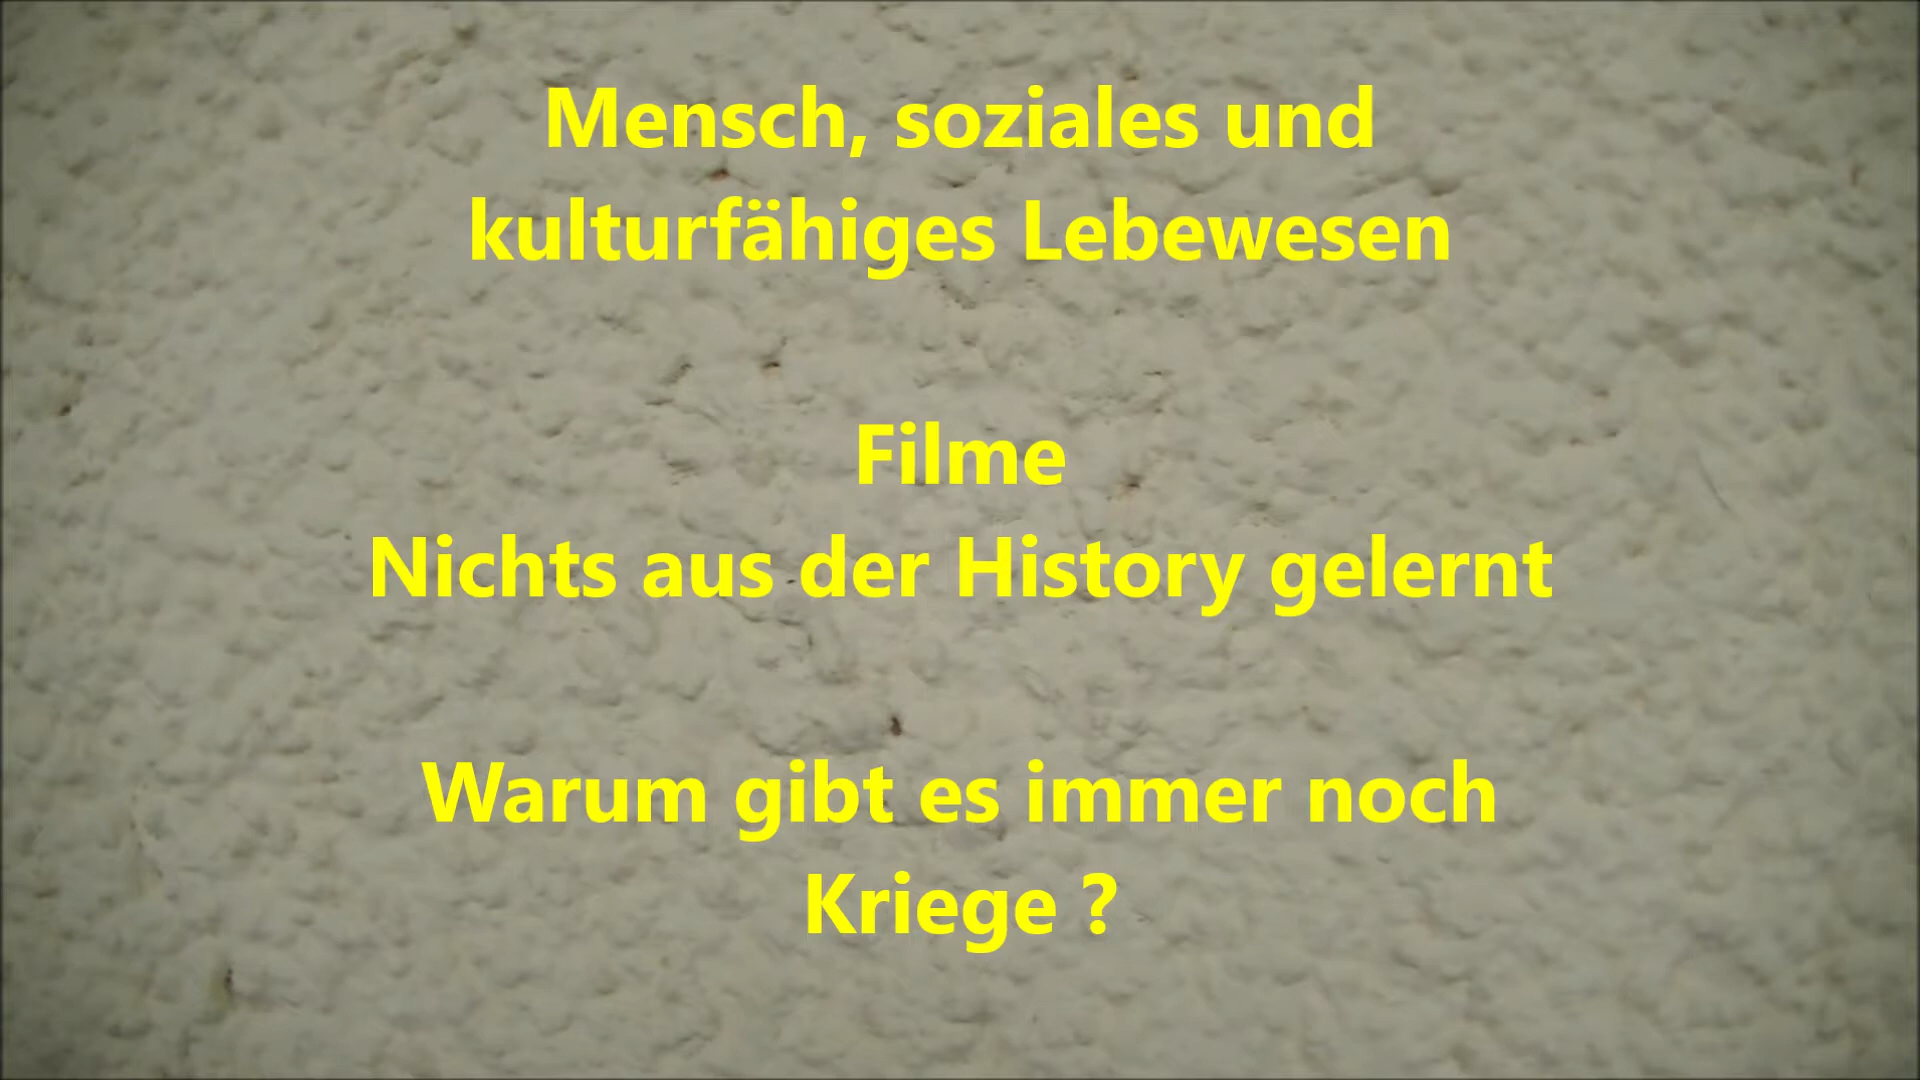 Mensch, soziales und
kulturfähiges Lebewesen
Filme
Nichts aus der History gelernt
Warum gibt es immer noch
Kriege ?